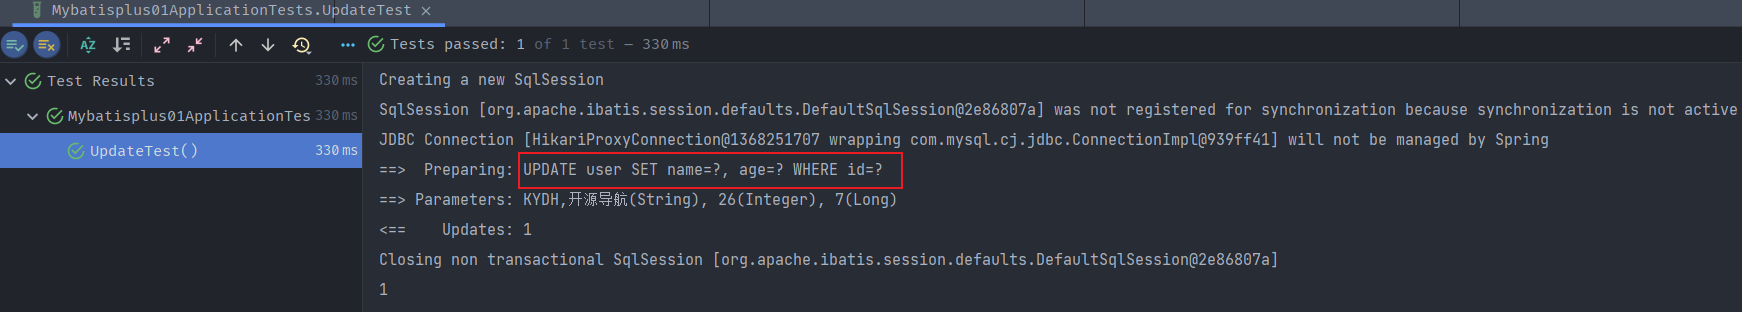 Mybatisplus01ApplicationTests.UpdateTest ×
Tests passed: 1 of 1 test – 330 ms
Test Results 330 ms
Mybatisplus01ApplicationTes 330 ms
UpdateTest() 330 ms
Creating a new SqlSession
SqlSession [org.apache.ibatis.session.defaults.DefaultSqlSession@2e86807a] was not registered for synchronization because synchronization is not active
JDBC Connection [HikariProxyConnection@1368251707 wrapping com.mysql.cj.jdbc.ConnectionImpl@939ff41] will not be managed by Spring
==>  Preparing: UPDATE user SET name=?, age=? WHERE id=?
==> Parameters: KYDH,开源导航(String), 26(Integer), 7(Long)
<==    Updates: 1
Closing non transactional SqlSession [org.apache.ibatis.session.defaults.DefaultSqlSession@2e86807a]
1